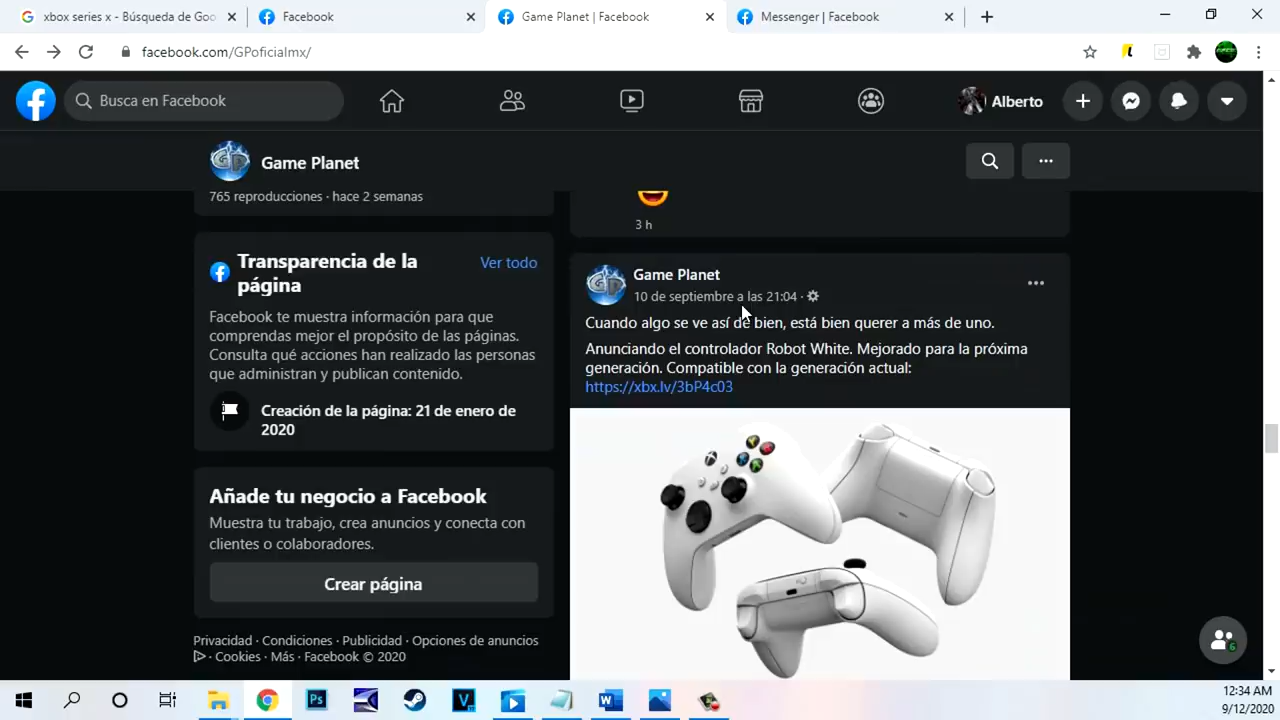 xbox series x - Búsqueda de Goo
Facebook
Game Planet | Facebook
Messenger | Facebook
facebook.com/GPoficialmx/
Busca en Facebook
Alberto
Game Planet
765 reproducciones · hace 2 semanas
Transparencia de la
página
Ver todo
Facebook te muestra información para que
comprendas mejor el propósito de las páginas.
Consulta qué acciones han realizado las personas
que administran y publican contenido.
Creación de la página: 21 de enero de
2020
Añade tu negocio a Facebook
Muestra tu trabajo, crea anuncios y conecta con
clientes o colaboradores.
Crear página
Privacidad · Condiciones · Publicidad · Opciones de anuncios
· Cookies · Más · Facebook © 2020
3 h
Game Planet
10 de septiembre a las 21:04 ·
Cuando algo se ve así de bien, está bien querer a más de uno.
Anunciando el controlador Robot White. Mejorado para la próxima
generación. Compatible con la generación actual:
https://xbx.lv/3bP4c03
6
12:34 AM
9/12/2020